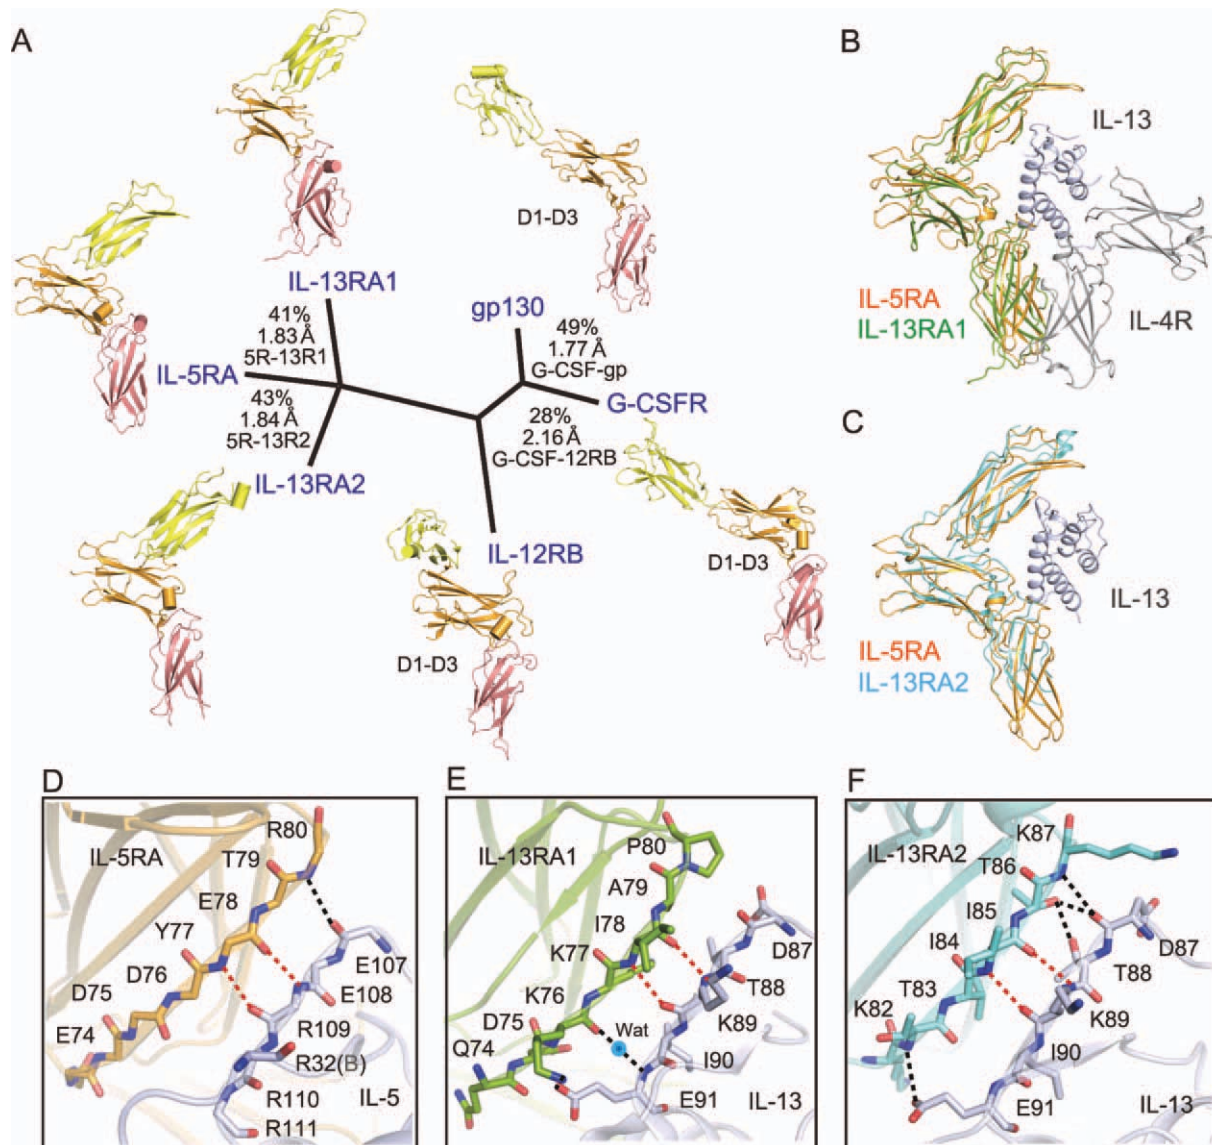 A
B
IL-13
D1-D3
IL-13RA1
gp130
IL-5RA
IL-13RA1
IL-4R
41%
1.83 Å
5R-13R1
49%
1.77 Å
G-CSF-gp
IL-5RA
G-CSFR
43%
1.84 Å
5R-13R2
28%
2.16 Å
G-CSF-12RB
C
IL-13RA2
IL-12RB
D1-D3
D1-D3
IL-13
IL-5RA
IL-13RA2
D
R80
IL-5RA
T79
E78
Y77
D76
D75
E74
E107
E108
R109
R32(B)
R110
R111
IL-5
E
P80
IL-13RA1
A79
I78
K77
K76
D75
Q74
D87
T88
K89
Wat
I90
E91
IL-13
F
K87
IL-13RA2
T86
I85
I84
T83
K82
D87
T88
K89
I90
E91
IL-13